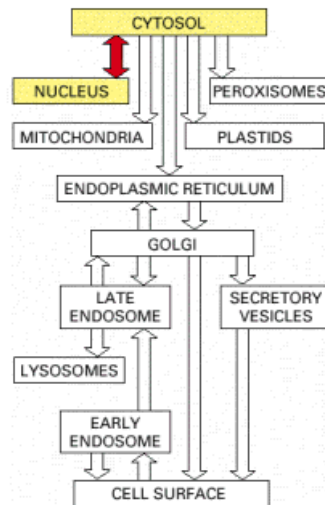 CYTOSOL
NUCLEUS
PEROXISOMES
MITOCHONDRIA
PLASTIDS
ENDOPLASMIC RETICULUM
GOLGI
LATE
ENDOSOME
SECRETORY
VESICLES
LYSOSOMES
EARLY
ENDOSOME
CELL SURFACE